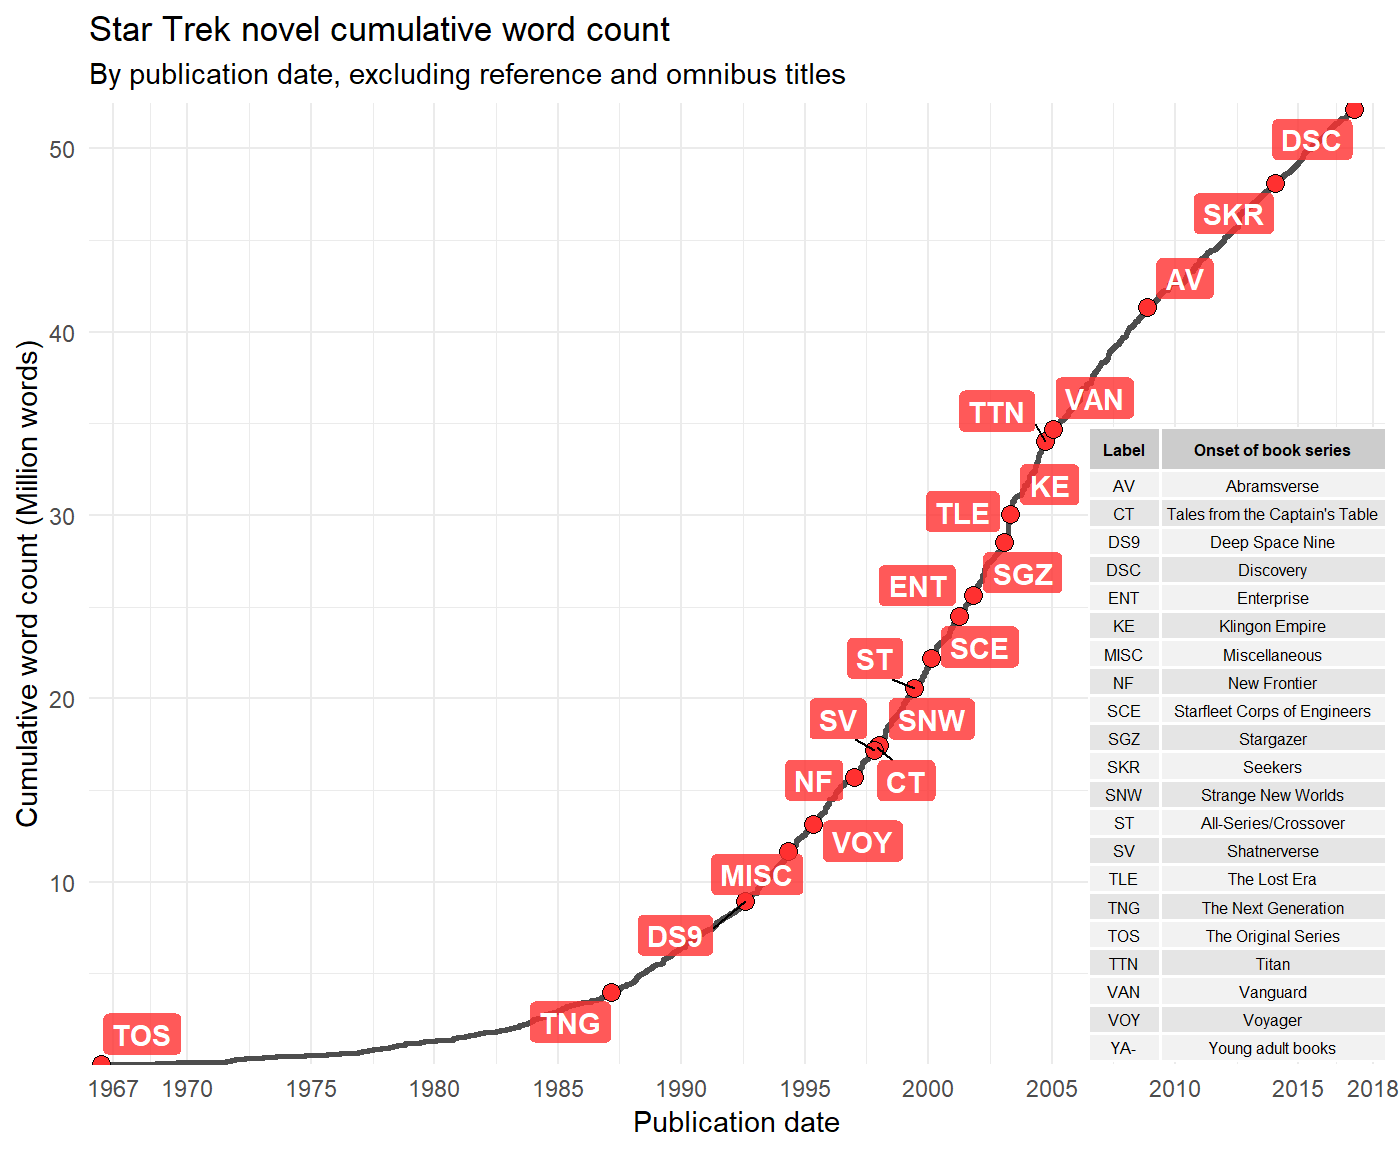 Star Trek novel cumulative word count
By publication date, excluding reference and omnibus titles
Cumulative word count (Million words)
50
40
30
20
10
DSC
SKR
AV
VAN
TTN
KE
TLE
SGZ
ENT
SCE
ST
SNW
SV
CT
NF
VOY
MISC
DS9
TNG
TOS
Label Onset of book series
AV Abramsverse
CT Tales from the Captain's Table
DS9 Deep Space Nine
DSC Discovery
ENT Enterprise
KE Klingon Empire
MISC Miscellaneous
NF New Frontier
SCE Starfleet Corps of Engineers
SGZ Stargazer
SKR Seekers
SNW Strange New Worlds
ST All-Series/Crossover
SV Shatnerverse
TLE The Lost Era
TNG The Next Generation
TOS The Original Series
TTN Titan
VAN Vanguard
VOY Voyager
YA- Young adult books
1967 1970 1975 1980 1985 1990 1995 2000 2005 2010 2015 2018
Publication date